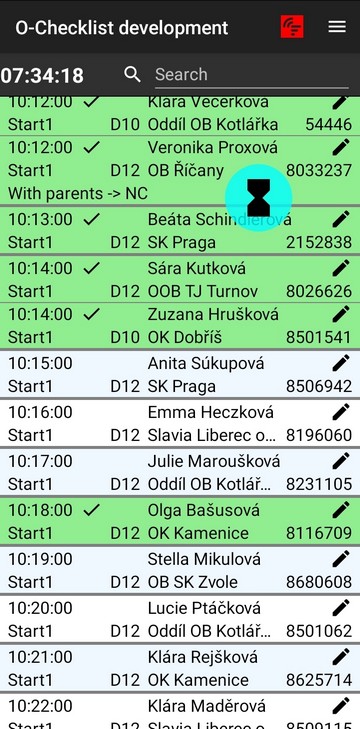 O-Checklist development
07:34:18 Search
10:12:00 Klára Večerková
Start1 D10 Oddíl OB Kotlářka 54446
10:12:00 Veronika Proxová
Start1 D12 OB Říčany 8033237
With parents -> NC
10:13:00 Beáta Schindlerová
Start1 D12 SK Praga 2152838
10:14:00 Sára Kutková
Start1 D12 OOB TJ Turnov 8026626
10:14:00 Zuzana Hrušková
Start1 D10 OK Dobříš 8501541
10:15:00 Anita Súkupová
Start1 D12 SK Praga 8506942
10:16:00 Emma Heczková
Start1 D12 Slavia Liberec o... 8196060
10:17:00 Julie Maroušková
Start1 D12 Oddíl OB Kotlář... 8231105
10:18:00 Olga Bašusová
Start1 D12 OK Kamenice 8116709
10:19:00 Stella Mikulová
Start1 D12 OB SK Zvole 8680608
10:20:00 Lucie Ptáčková
Start1 D12 Oddíl OB Kotlář... 8501062
10:21:00 Klára Rejšková
Start1 D12 OK Kamenice 8625714
10:22:00 Klára Maděrová
Start1 D12 Slavia Liberec o... 8509115